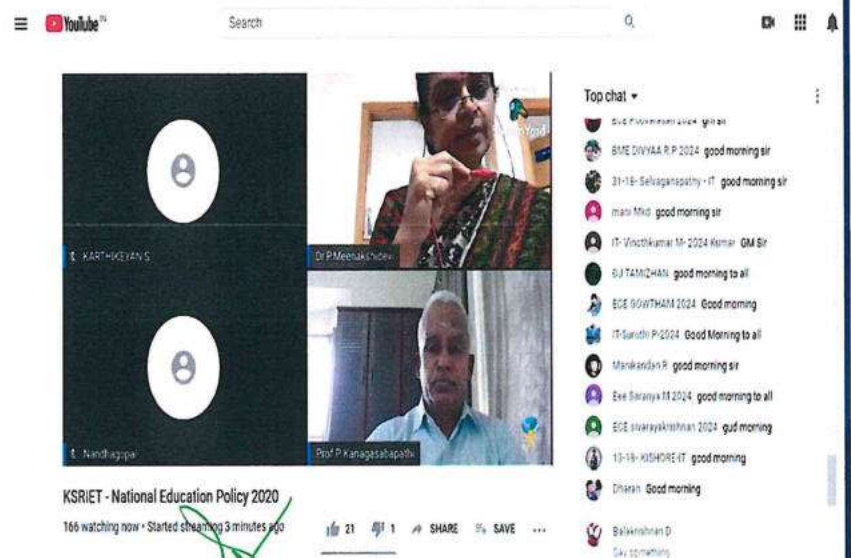 YouTube IN
Search
KARTHIKEYAN S
Dr P.Meenakshidevi
Nandhagopal
Prof P Kanagasabapathi
KSRIET - National Education Policy 2020
166 watching now • Started streaming 3 minutes ago
21
1
SHARE
SAVE
Top chat
BME DIVYAA R.P 2024 good morning sir
31-18- Selvaganapathy - IT good morning sir
mani Mkd good morning sir
IT- Vinothkumar M- 2024 Kumar GM Sir
DJ TAMIZHAN good morning to all
ECE GOWTHAM 2024 Good morning
IT-Suruthi P-2024 Good Morning to all
Manikandan R good morning sir
Eee Saranya M 2024 good morning to all
ECE sivarayakrishnan 2024 gud morning
13-18- KISHORE-IT good morning
Dharan Good morning
Balakrishnan D
Say something